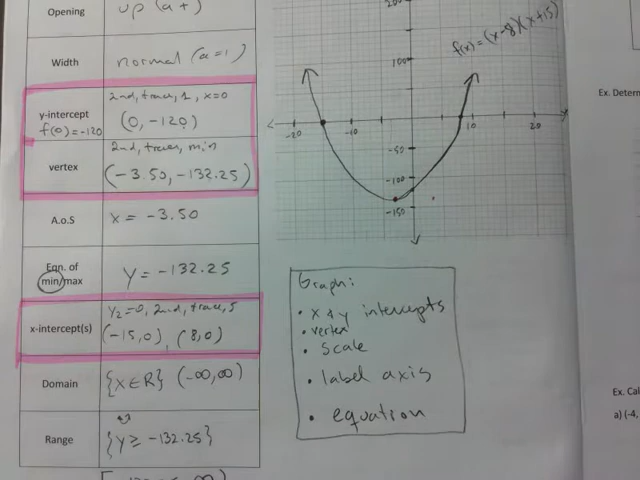 Opening up (a+)
Width normal (a=1)
y-intercept 2nd, trace, 1, x=0
f(0)=-120 (0, -120)
vertex 2nd, trace, min
(-3.50, -132.25)
A.o.S x = -3.50
Eqn. of
min/max y = -132.25
x-intercept(s) Y₂=0, 2nd, trace, 5
(-15,0), (8,0)
Domain {X∈R} (-∞,∞)
Range {y ≥ -132.25}
200
f(x) = (x-8)(x+15)
100
-20 -10 10 20
-50
-100
-150
Graph:
• x & y intercepts
• vertex
• scale
• label axis
• equation
Ex. Determ
Ex. Cal
a) (-4,